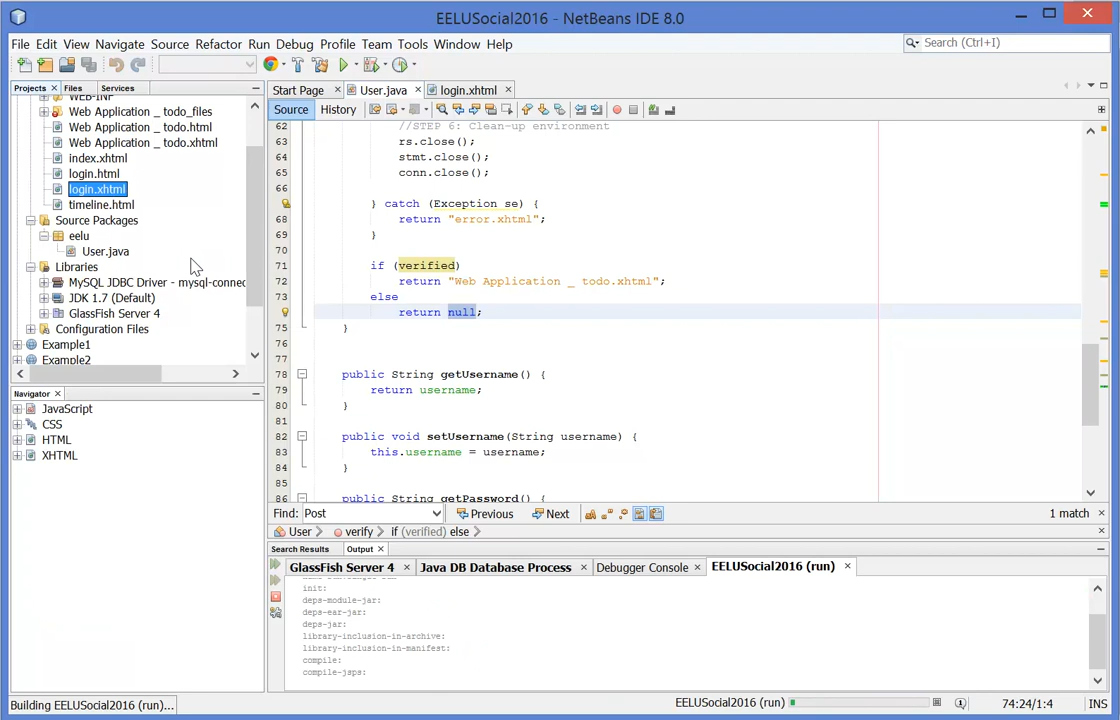 EELUSocial2016 - NetBeans IDE 8.0
File Edit View Navigate Source Refactor Run Debug Profile Team Tools Window Help
Search (Ctrl+I)
Projects Files Services
WEB-INF
Web Application _ todo_files
Web Application _ todo.html
Web Application _ todo.xhtml
index.xhtml
login.html
login.xhtml
timeline.html
Source Packages
eelu
User.java
Libraries
MySQL JDBC Driver - mysql-connec
JDK 1.7 (Default)
GlassFish Server 4
Configuration Files
Example1
Example2
Navigator
JavaScript
CSS
HTML
XHTML
Start Page User.java login.xhtml
Source History
62 //STEP 6: Clean-up environment
63 rs.close();
64 stmt.close();
65 conn.close();
66
} catch (Exception se) {
68 return "error.xhtml";
69 }
70
71 if (verified)
72 return "Web Application _ todo.xhtml";
73 else
return null;
75 }
76
77
78 public String getUsername() {
79 return username;
80 }
81
82 public void setUsername(String username) {
83 this.username = username;
84 }
85
86 public String getPassword() {
Find: Post Previous Next 1 match
User verify if (verified) else
Search Results Output
GlassFish Server 4 Java DB Database Process Debugger Console EELUSocial2016 (run)
init:
deps-module-jar:
deps-ear-jar:
deps-jar:
library-inclusion-in-archive:
library-inclusion-in-manifest:
compile:
compile-jsps:
Building EELUSocial2016 (run)... EELUSocial2016 (run) 74:24/1:4 INS